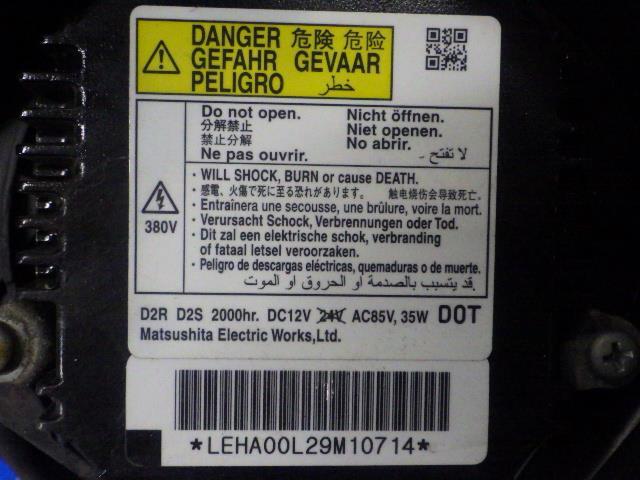 DANGER 危険 危险
GEFAHR GEVAAR
PELIGRO خطر
Do not open. Nicht öffnen.
分解禁止 Niet openen.
禁止分解 No abrir.
Ne pas ouvrir. لا تفتح -
380V
· WILL SHOCK, BURN or cause DEATH.
· 感電、火傷で死に至る恐れがあります。 触电烧伤会导致死亡。
· Entraînera une secousse, une brûlure, voire la mort.
· Verursacht Schock, Verbrennungen oder Tod.
· Dit zal een elektrische schok, verbranding
of fataal letsel veroorzaken.
· Peligro de descargas eléctricas, quemaduras o de muerte.
قد يتسبب بالصدمة او الحروق او الموت.
D2R D2S 2000hr. DC12V 24V AC85V, 35W DOT
Matsushita Electric Works,Ltd.
*LEHA00L29M10714*